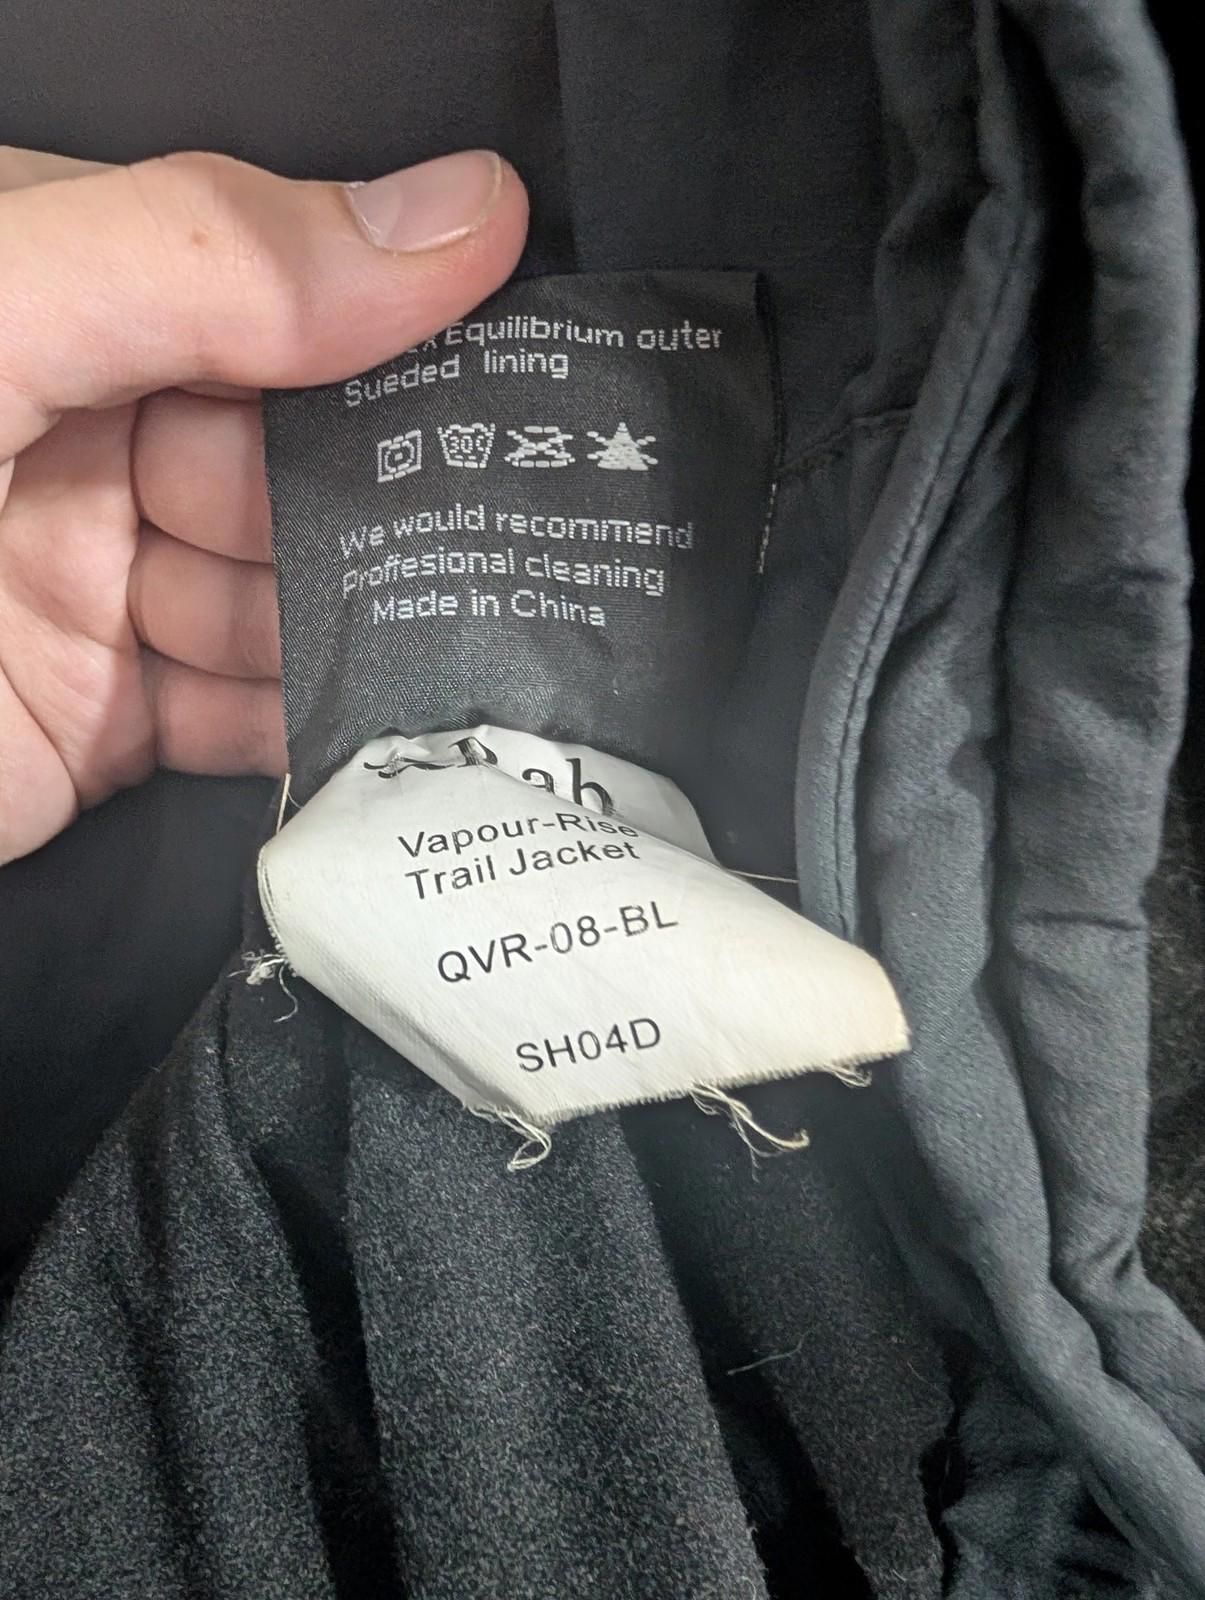 Equilibrium outer
Sueded lining
30C
We would recommend
Proffesional cleaning
Made in China
Rab
Vapour-Rise
Trail Jacket
QVR-08-BL
SH04D